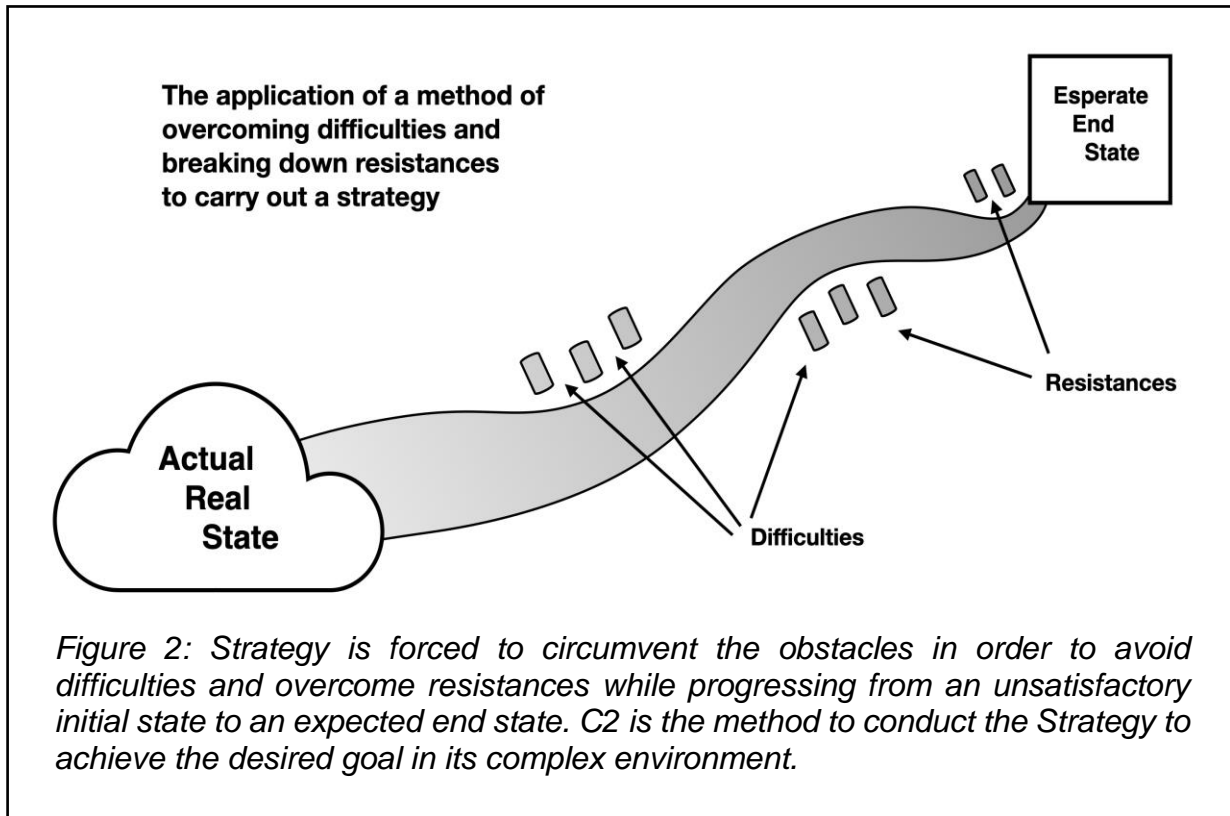 The application of a method of
overcoming difficulties and
breaking down resistances
to carry out a strategy
Esperate
End
State
Resistances
Actual
Real
State
Difficulties
Figure 2: Strategy is forced to circumvent the obstacles in order to avoid
difficulties and overcome resistances while progressing from an unsatisfactory
initial state to an expected end state. C2 is the method to conduct the Strategy to
achieve the desired goal in its complex environment.